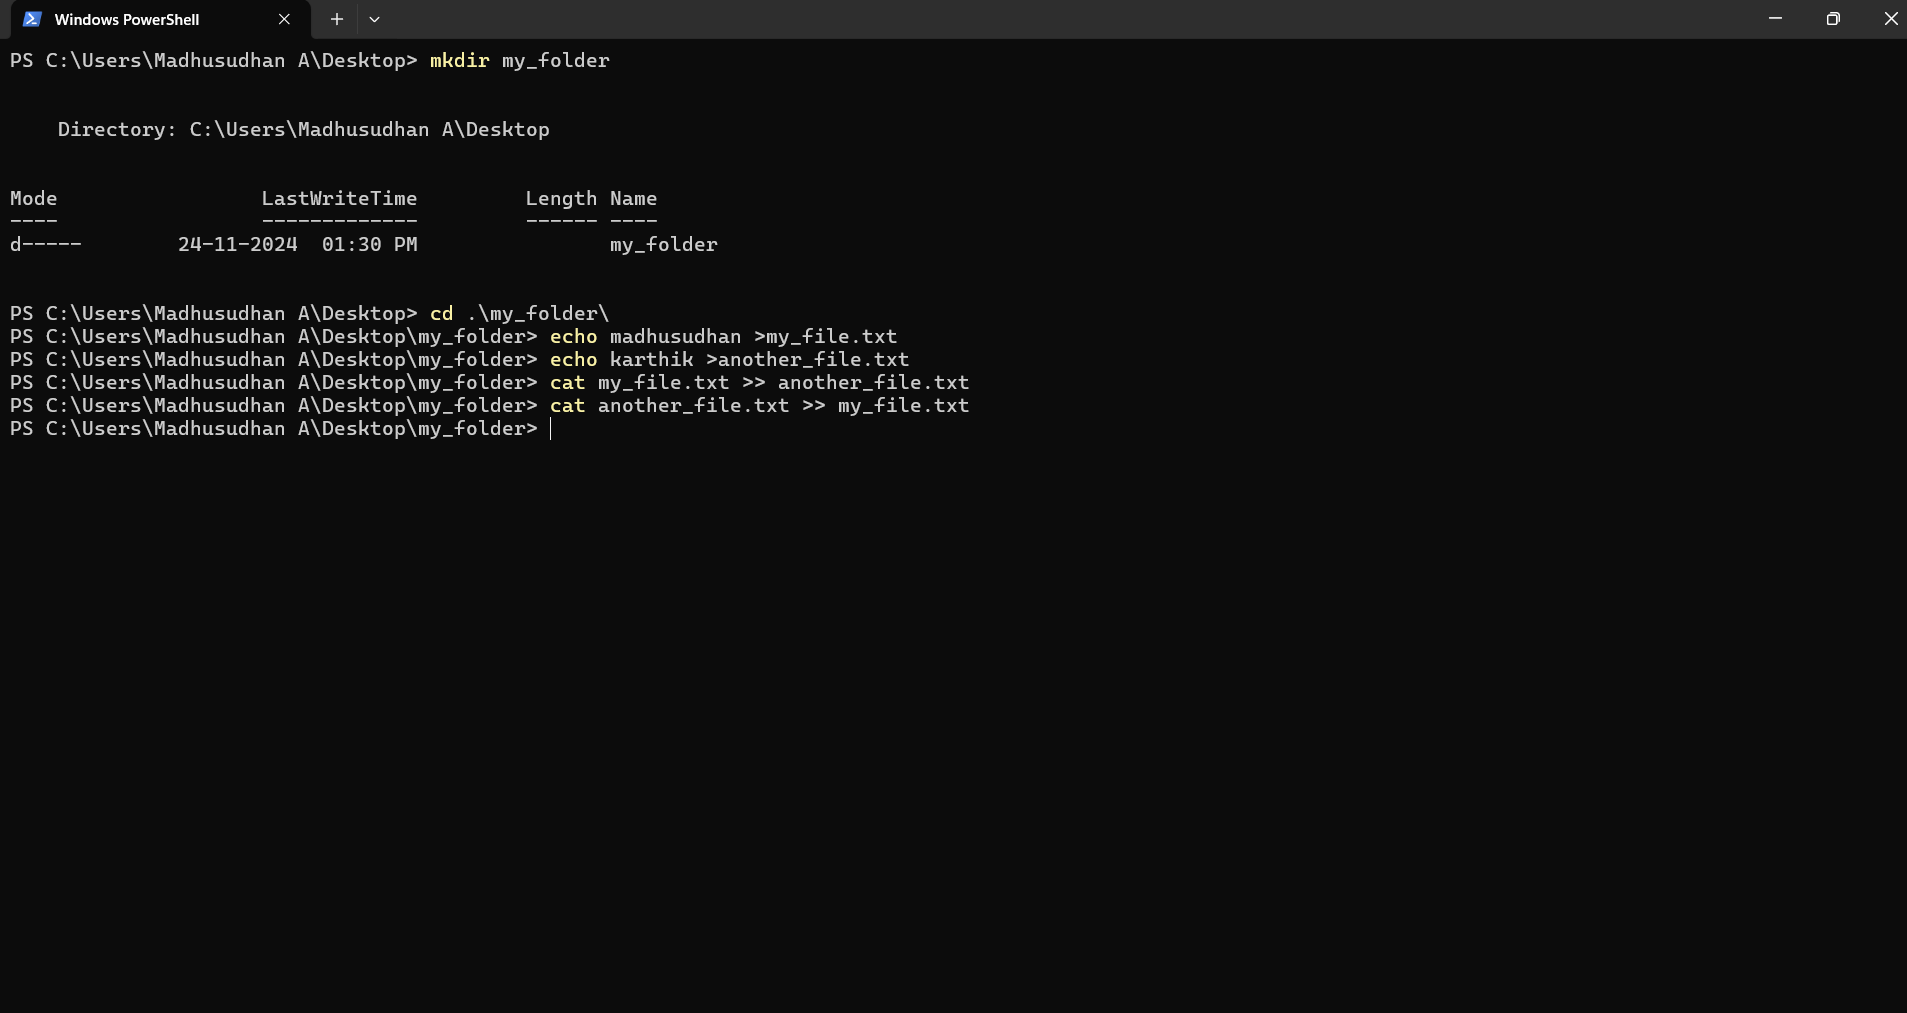 Windows PowerShell
PS C:\Users\Madhusudhan A\Desktop> mkdir my_folder
Directory: C:\Users\Madhusudhan A\Desktop
Mode                 LastWriteTime         Length Name
----                 -------------         ------ ----
d-----        24-11-2024  01:30 PM                my_folder
PS C:\Users\Madhusudhan A\Desktop> cd .\my_folder\
PS C:\Users\Madhusudhan A\Desktop\my_folder> echo madhusudhan >my_file.txt
PS C:\Users\Madhusudhan A\Desktop\my_folder> echo karthik >another_file.txt
PS C:\Users\Madhusudhan A\Desktop\my_folder> cat my_file.txt >> another_file.txt
PS C:\Users\Madhusudhan A\Desktop\my_folder> cat another_file.txt >> my_file.txt
PS C:\Users\Madhusudhan A\Desktop\my_folder>